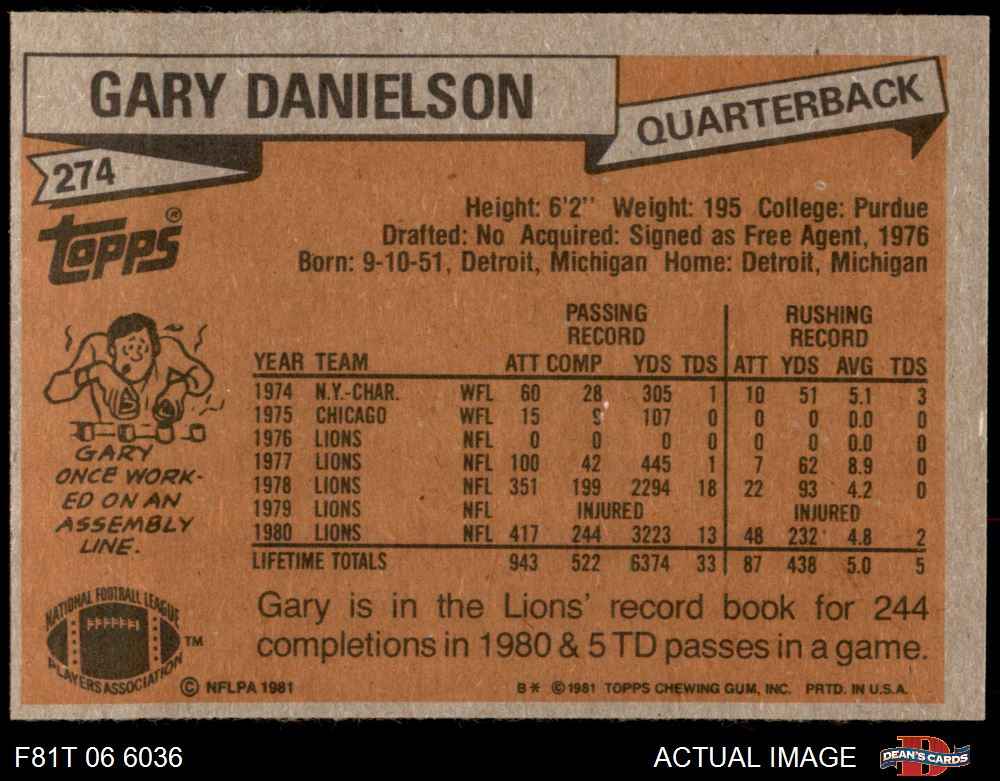 GARY DANIELSON
QUARTERBACK
274
TOPPS®
Height: 6'2" Weight: 195 College: Purdue
Drafted: No Acquired: Signed as Free Agent, 1976
Born: 9-10-51, Detroit, Michigan Home: Detroit, Michigan
PASSING RECORD RUSHING RECORD
YEAR TEAM ATT COMP YDS TDS ATT YDS AVG TDS
1974 N.Y.-CHAR. WFL 60 28 305 1 10 51 5.1 3
1975 CHICAGO WFL 15 9 107 0 0 0 0.0 0
1976 LIONS NFL 0 0 0 0 0 0 0.0 0
1977 LIONS NFL 100 42 445 1 7 62 8.9 0
1978 LIONS NFL 351 199 2294 18 22 93 4.2 0
1979 LIONS NFL INJURED INJURED
1980 LIONS NFL 417 244 3223 13 48 232 4.8 2
LIFETIME TOTALS 943 522 6374 33 87 438 5.0 5
GARY
ONCE WORK-
ED ON AN
ASSEMBLY
LINE.
Gary is in the Lions' record book for 244
completions in 1980 & 5 TD passes in a game.
NATIONAL FOOTBALL LEAGUE
PLAYERS ASSOCIATION
™
© NFLPA 1981
B* © 1981 TOPPS CHEWING GUM, INC. PRTD. IN U.S.A.
F81T 06 6036
ACTUAL IMAGE
DEAN'S CARDS